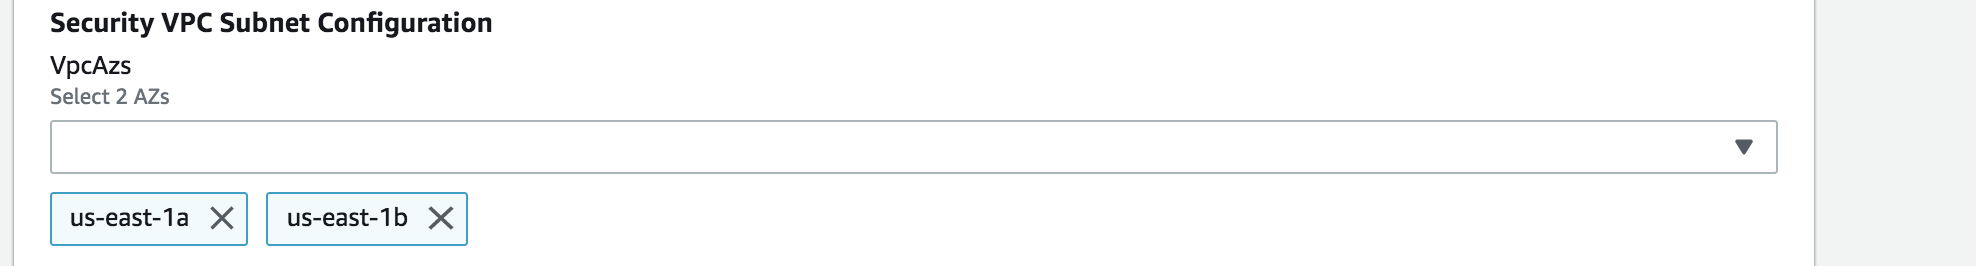 Security VPC Subnet Configuration
VpcAzs
Select 2 AZs
us-east-1a
us-east-1b